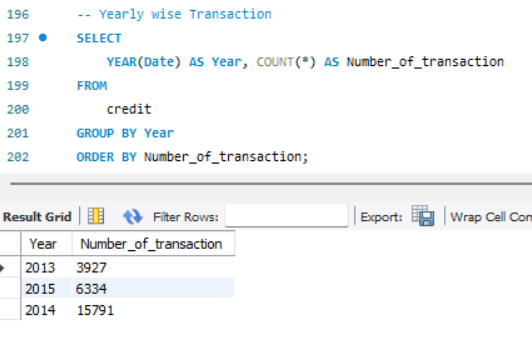 196 -- Yearly wise Transaction
197 SELECT
198 YEAR(Date) AS Year, COUNT(*) AS Number_of_transaction
199 FROM
200 credit
201 GROUP BY Year
202 ORDER BY Number_of_transaction;
Result Grid Filter Rows: Export: Wrap Cell Con
Year Number_of_transaction
2013 3927
2015 6334
2014 15791